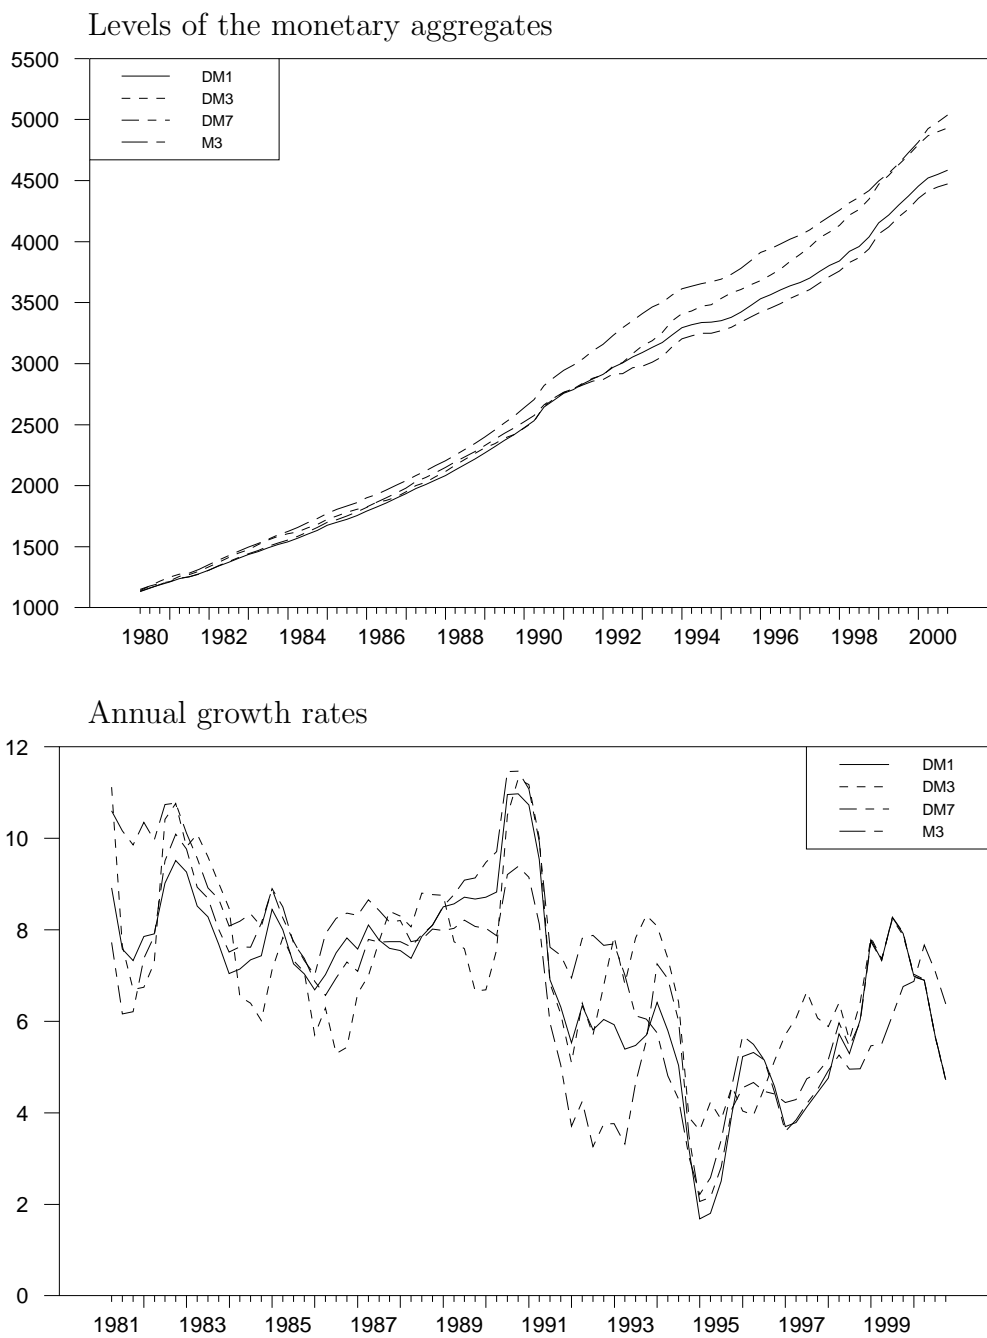 Levels of the monetary aggregates
5500
5000
4500
4000
3500
3000
2500
2000
1500
1000
DM1
DM3
DM7
M3
1980 1982 1984 1986 1988 1990 1992 1994 1996 1998 2000
Annual growth rates
12
10
8
6
4
2
0
DM1
DM3
DM7
M3
1981 1983 1985 1987 1989 1991 1993 1995 1997 1999